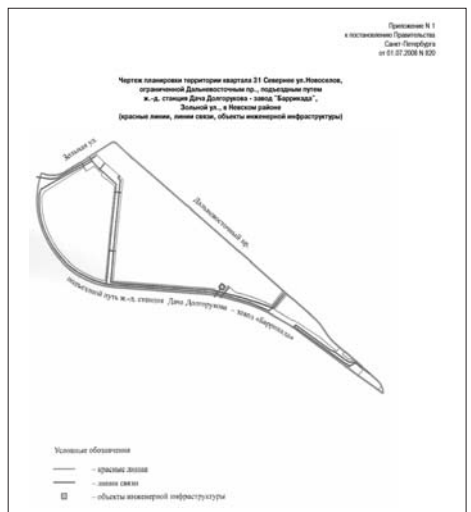 Приложение N 1
к постановлению Правительства
Санкт-Петербурга
от 01.07.2008 N 820
Чертеж планировки территории квартала 31 Севернее ул.Новоселов,
ограниченной Дальневосточным пр., подъездным путем
ж.-д. станция Дача Долгорукова - завод "Баррикада",
Зольной ул., в Невском районе
(красные линии, линии связи, объекты инженерной инфраструктуры)
Зольная ул.
Дальневосточный пр.
подъездной путь ж.-д. станция Дача Долгорукова – завод «Баррикада»
Условные обозначения
– красные линии
– линии связи
– объекты инженерной инфраструктуры